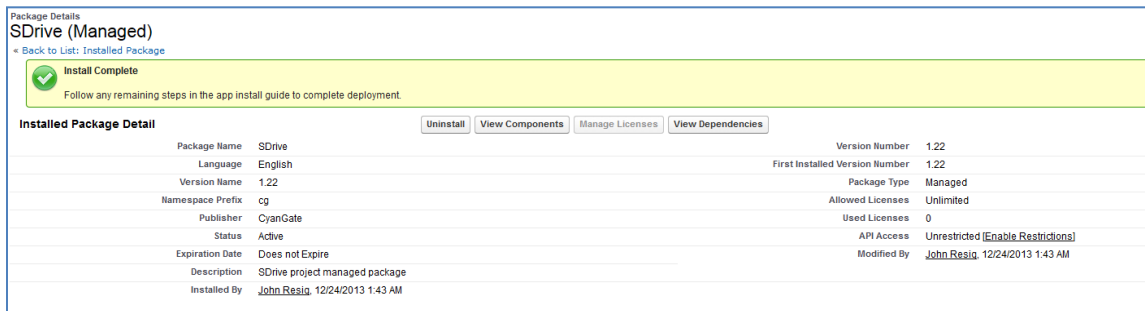 Package Details
SDrive (Managed)
« Back to List: Installed Package
Install Complete
Follow any remaining steps in the app install guide to complete deployment.
Installed Package Detail
Uninstall View Components Manage Licenses View Dependencies
Package Name SDrive Version Number 1.22
Language English First Installed Version Number 1.22
Version Name 1.22 Package Type Managed
Namespace Prefix cg Allowed Licenses Unlimited
Publisher CyanGate Used Licenses 0
Status Active API Access Unrestricted [Enable Restrictions]
Expiration Date Does not Expire Modified By John Resig, 12/24/2013 1:43 AM
Description SDrive project managed package
Installed By John Resig, 12/24/2013 1:43 AM